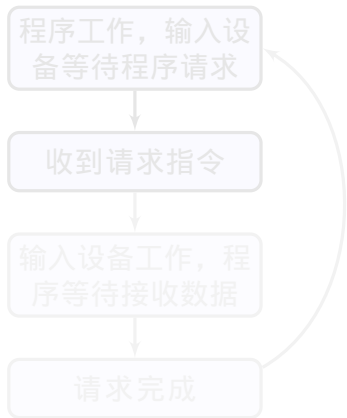 程序工作，输入设
备等待程序请求
收到请求指令
输入设备工作，程
序等待接收数据
请求完成